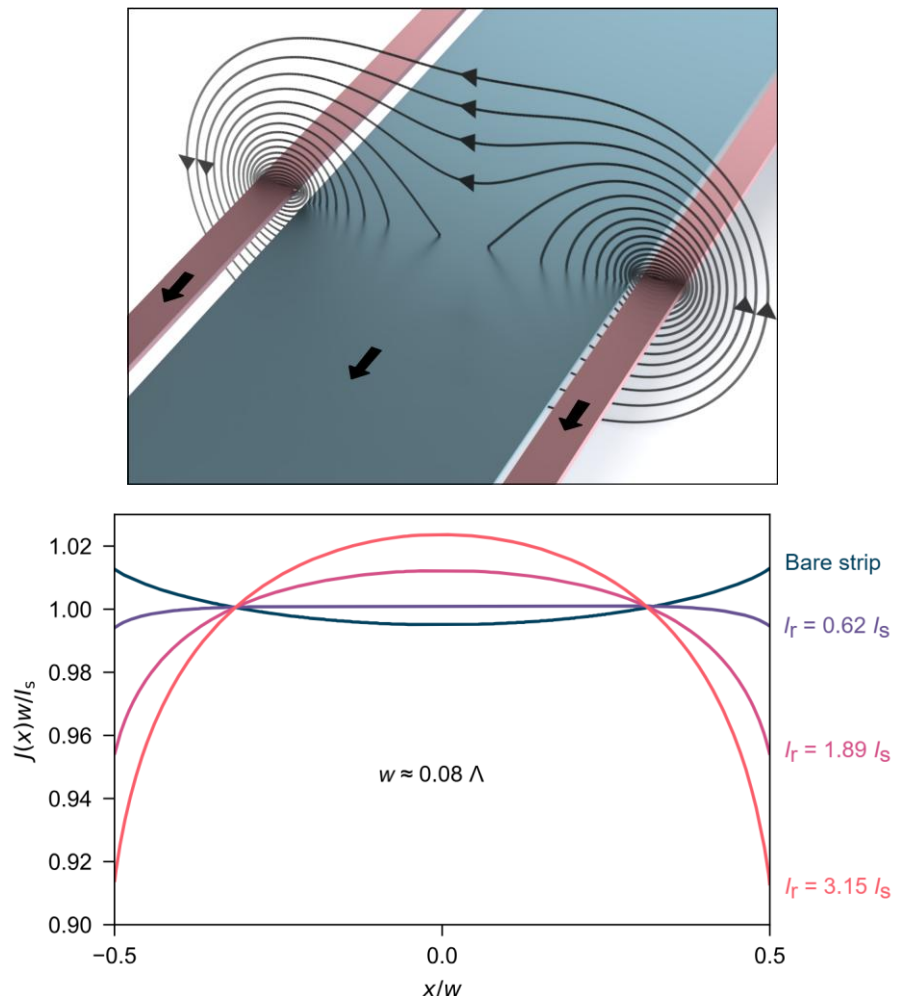 1.02
1.00
0.98
0.96
0.94
0.92
0.90
J(x)w/Iₛ
Bare strip
Iᵣ = 0.62 Iₛ
Iᵣ = 1.89 Iₛ
Iᵣ = 3.15 Iₛ
w ≈ 0.08 Λ
−0.5
0.0
0.5
x/w